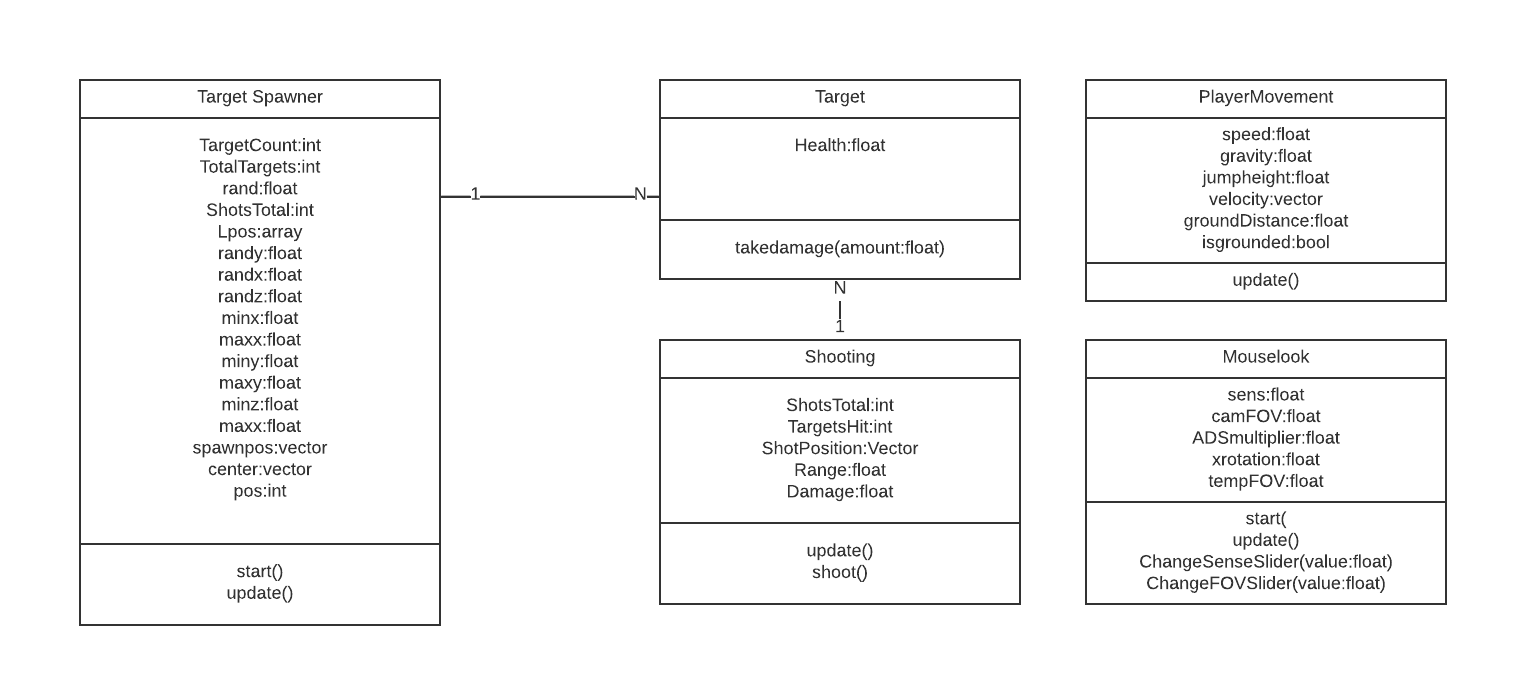 Target Spawner
TargetCount:int
TotalTargets:int
rand:float
ShotsTotal:int
Lpos:array
randy:float
randx:float
randz:float
minx:float
maxx:float
miny:float
maxy:float
minz:float
maxx:float
spawnpos:vector
center:vector
pos:int
start()
update()
1
N
Target
Health:float
takedamage(amount:float)
N
1
Shooting
ShotsTotal:int
TargetsHit:int
ShotPosition:Vector
Range:float
Damage:float
update()
shoot()
PlayerMovement
speed:float
gravity:float
jumpheight:float
velocity:vector
groundDistance:float
isgrounded:bool
update()
Mouselook
sens:float
camFOV:float
ADSmultiplier:float
xrotation:float
tempFOV:float
start(
update()
ChangeSenseSlider(value:float)
ChangeFOVSlider(value:float)